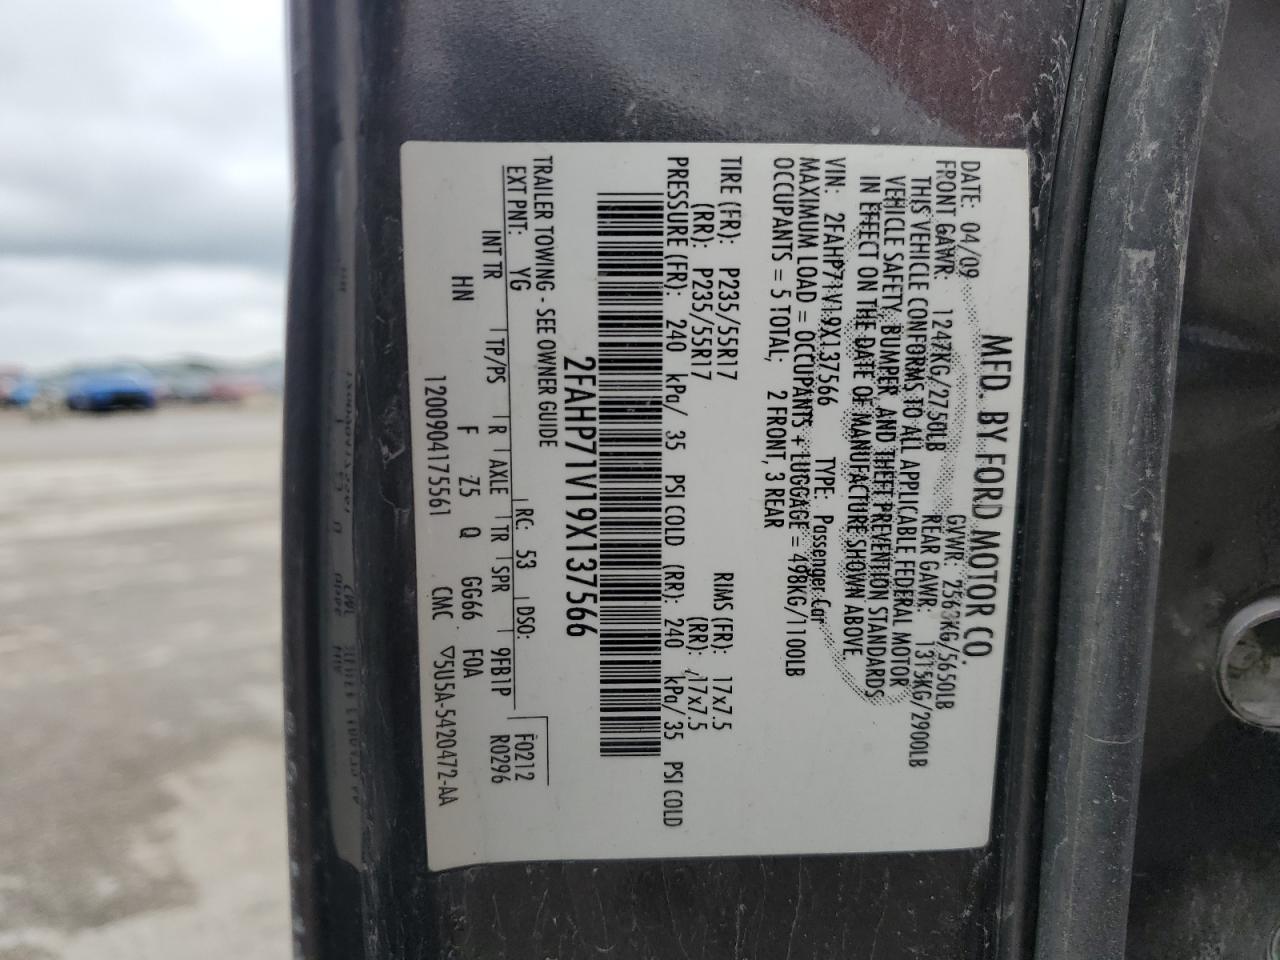 MFD. BY FORD MOTOR CO.
DATE: 04/09 GVWR: 2563KG/5650LB
FRONT GAWR: 1247KG/2750LB REAR GAWR: 1315KG/2900LB
THIS VEHICLE CONFORMS TO ALL APPLICABLE FEDERAL MOTOR
VEHICLE SAFETY, BUMPER, AND THEFT PREVENTION STANDARDS
IN EFFECT ON THE DATE OF MANUFACTURE SHOWN ABOVE.
VIN: 2FAHP71V19X137566 TYPE: Passenger Car
MAXIMUM LOAD = OCCUPANTS + LUGGAGE = 498KG/1100LB
OCCUPANTS = 5 TOTAL, 2 FRONT, 3 REAR
TIRE (FR): P235/55R17 RIMS (FR): 17x7.5
(RR): P235/55R17 (RR): 17x7.5
PRESSURE (FR): 240 kPa/ 35 PSI COLD (RR): 240 kPa/ 35 PSI COLD
2FAHP71V19X137566
TRAILER TOWING - SEE OWNER GUIDE
EXT PNT: YG RC: 53 DSO: F0212
INT TR TP/PS R AXLE TR SPR 9FB1P R0296
HN F Z5 Q GG66 F0A
1200904175561 CMC ▽5U5A-5420472-AA